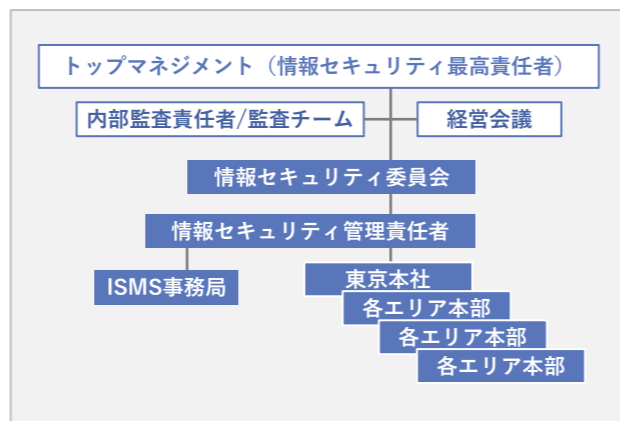 トップマネジメント（情報セキュリティ最高責任者）
内部監査責任者/監査チーム
経営会議
情報セキュリティ委員会
情報セキュリティ管理責任者
ISMS事務局
東京本社
各エリア本部
各エリア本部
各エリア本部